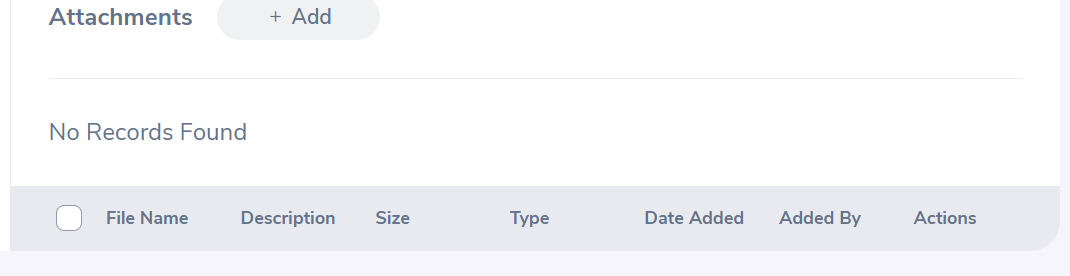 Attachments + Add
No Records Found
File Name Description Size Type Date Added Added By Actions